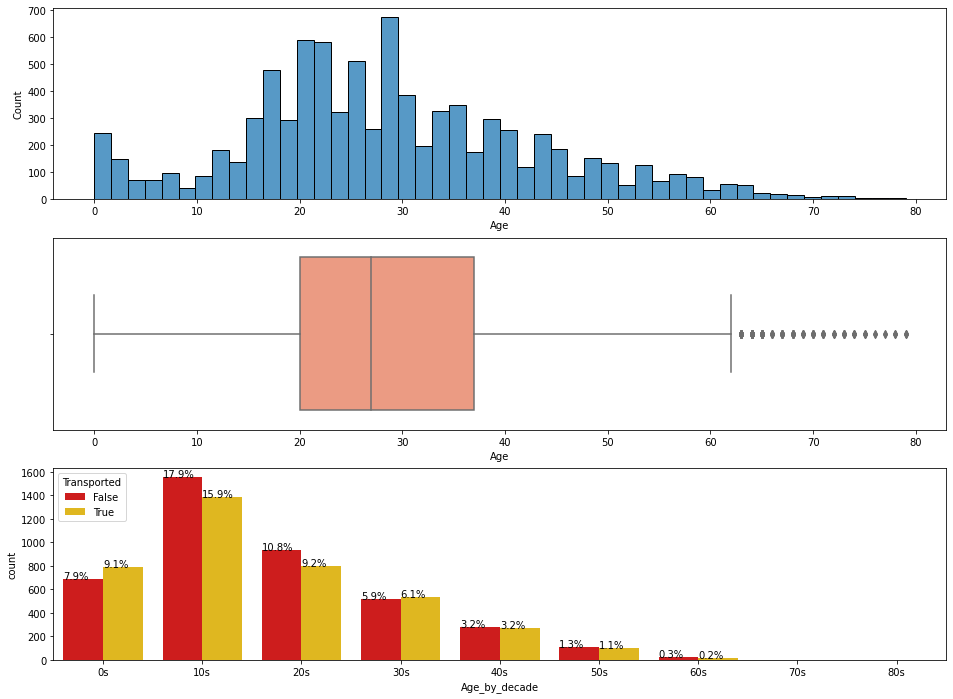 700
600
500
400
300
200
100
0
Count
0 10 20 30 40 50 60 70 80
Age
0 10 20 30 40 50 60 70 80
Age
1600
1400
1200
1000
800
600
400
200
0
count
Transported
False
True
7.9% 9.1% 17.9% 15.9% 10.8% 9.2% 5.9% 6.1% 3.2% 3.2% 1.3% 1.1% 0.3% 0.2%
0s 10s 20s 30s 40s 50s 60s 70s 80s
Age_by_decade